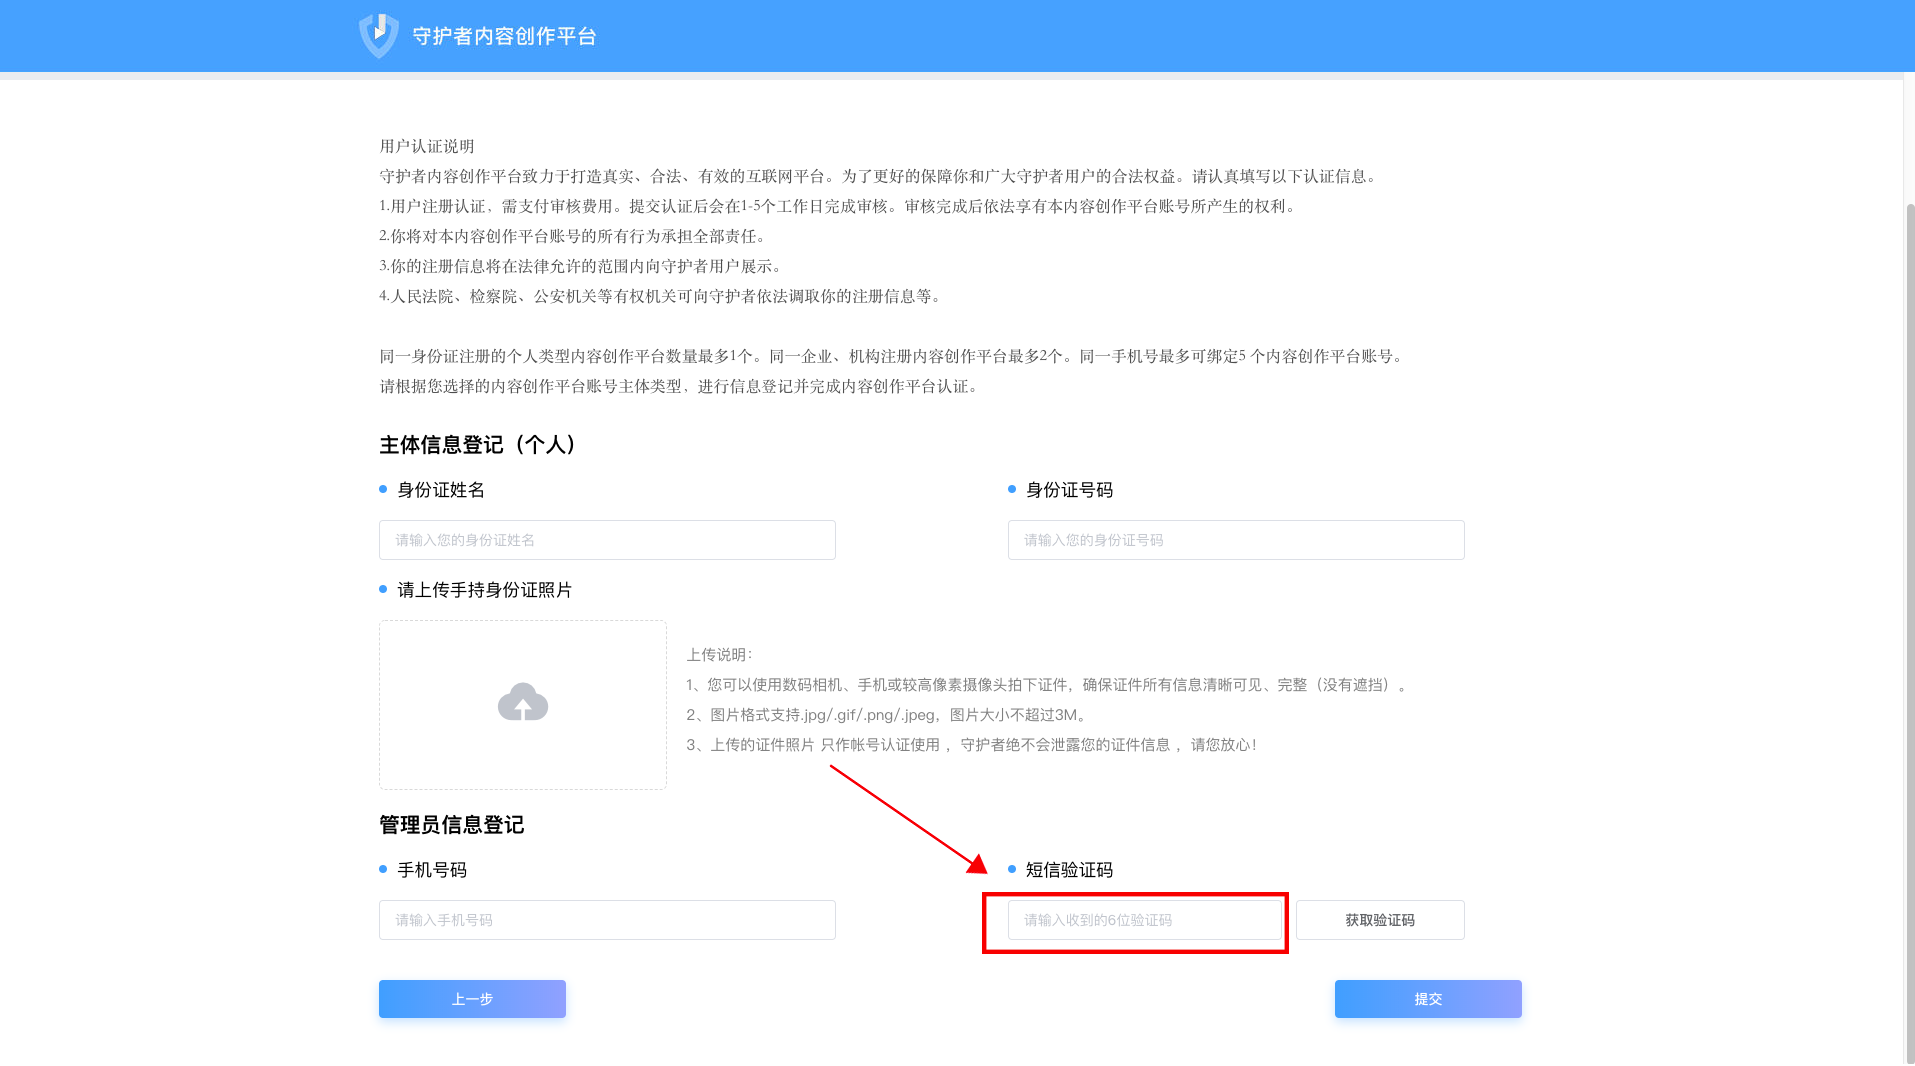 守护者内容创作平台
用户认证说明
守护者内容创作平台致力于打造真实、合法、有效的互联网平台。为了更好的保障你和广大守护者用户的合法权益。请认真填写以下认证信息。
1.用户注册认证，需支付审核费用。提交认证后会在1-5个工作日完成审核。审核完成后依法享有本内容创作平台账号所产生的权利。
2.你将对本内容创作平台账号的所有行为承担全部责任。
3.你的注册信息将在法律允许的范围内向守护者用户展示。
4.人民法院、检察院、公安机关等有权机关可向守护者依法调取你的注册信息等。
同一身份证注册的个人类型内容创作平台数量最多1个。同一企业、机构注册内容创作平台最多2个。同一手机号最多可绑定5 个内容创作平台账号。
请根据您选择的内容创作平台账号主体类型，进行信息登记并完成内容创作平台认证。
主体信息登记（个人）
身份证姓名
身份证号码
请输入您的身份证姓名
请输入您的身份证号码
请上传手持身份证照片
上传说明：
1、您可以使用数码相机、手机或较高像素摄像头拍下证件，确保证件所有信息清晰可见、完整（没有遮挡）。
2、图片格式支持.jpg/.gif/.png/.jpeg，图片大小不超过3M。
3、上传的证件照片 只作帐号认证使用 ，守护者绝不会泄露您的证件信息 ，请您放心！
管理员信息登记
手机号码
短信验证码
请输入手机号码
请输入收到的6位验证码
获取验证码
上一步
提交